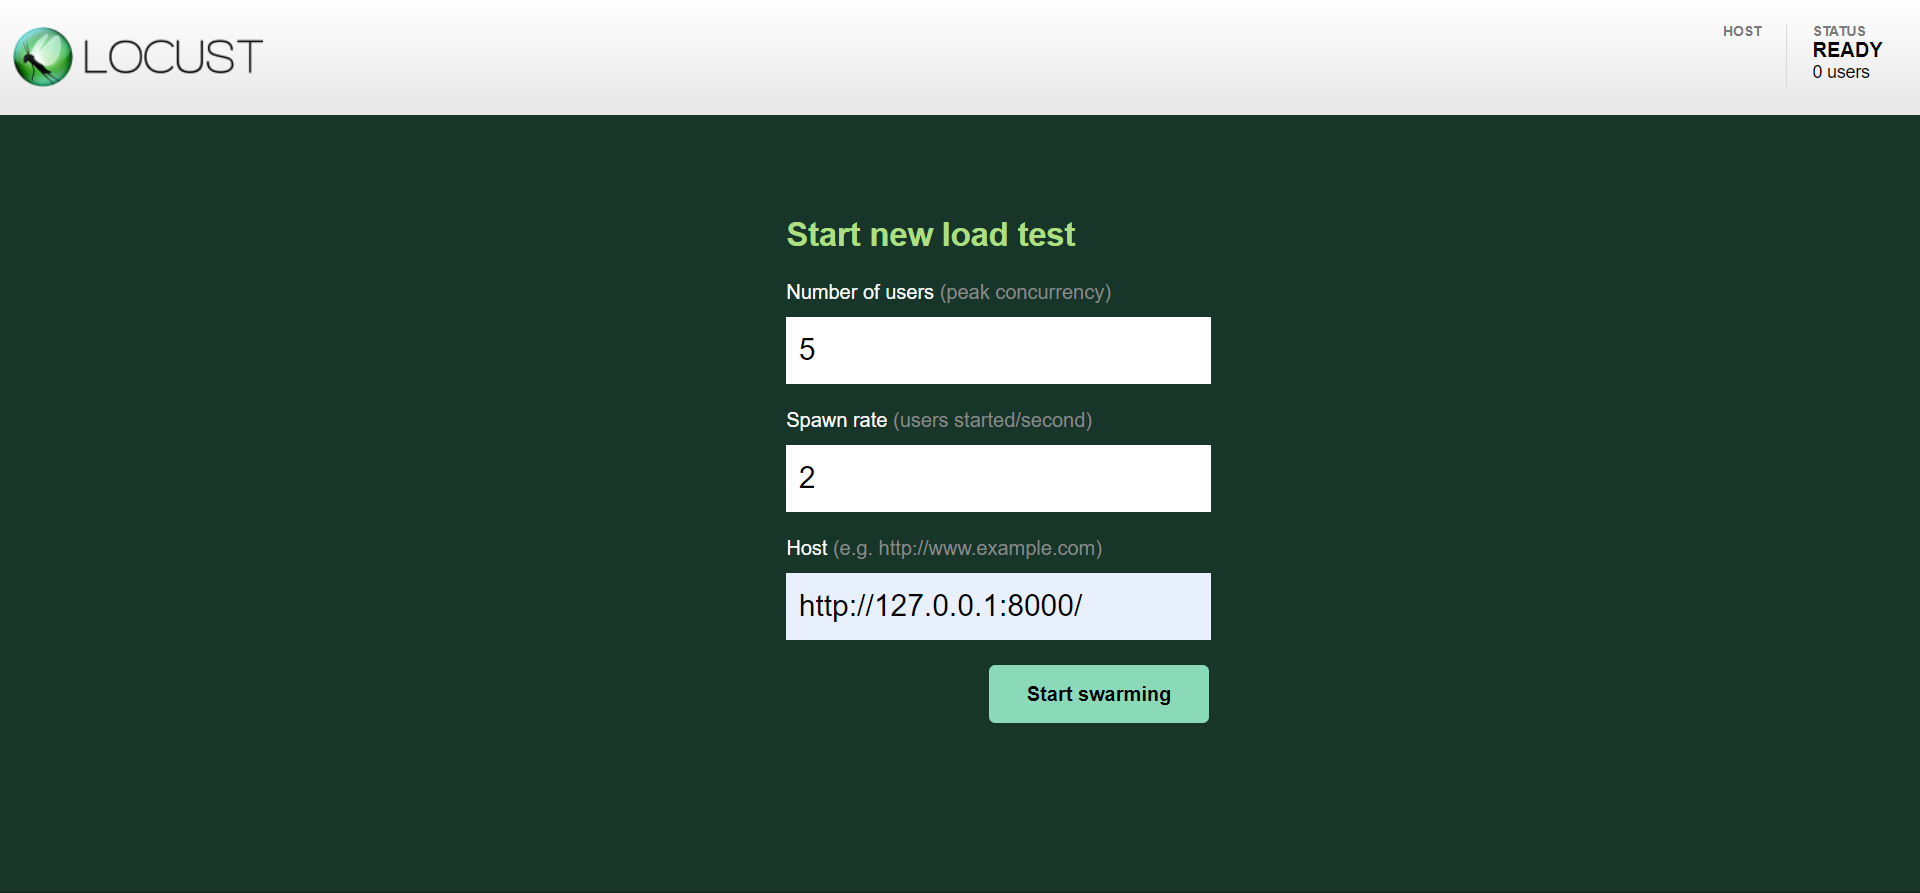 LOCUST
HOST
STATUS
READY
0 users
Start new load test
Number of users (peak concurrency)
5
Spawn rate (users started/second)
2
Host (e.g. http://www.example.com)
http://127.0.0.1:8000/
Start swarming